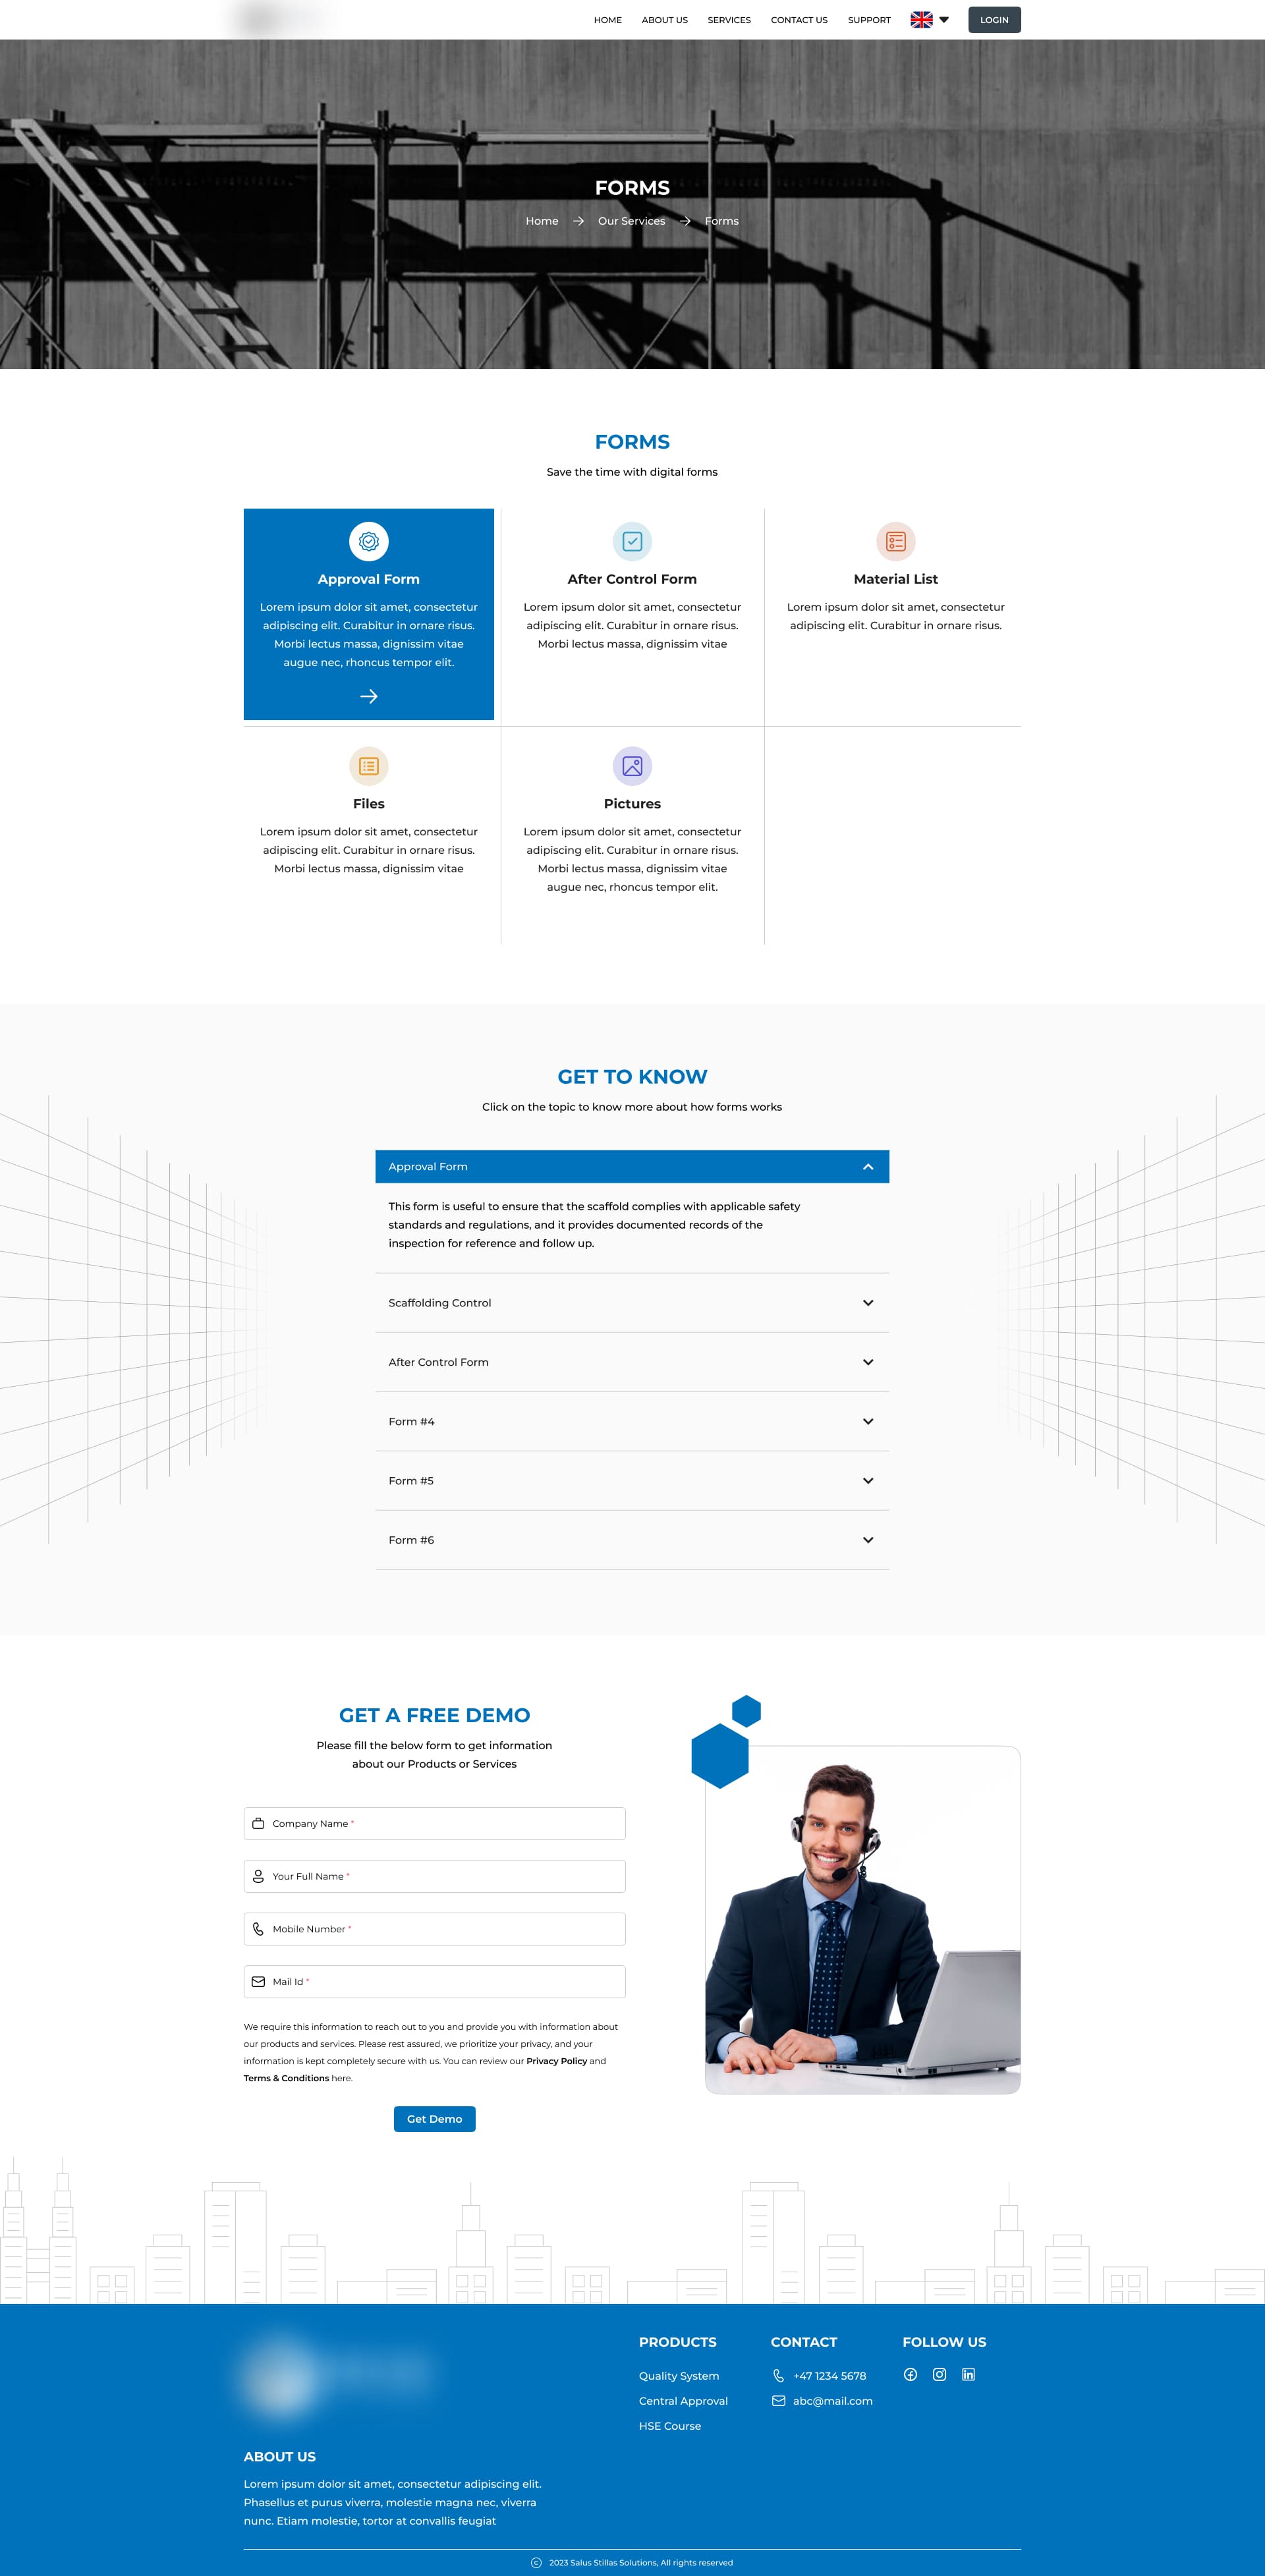 HOME ABOUT US SERVICES CONTACT US SUPPORT LOGIN
FORMS
Home Our Services Forms
FORMS
Save the time with digital forms
Approval Form
Lorem ipsum dolor sit amet, consectetur
adipiscing elit. Curabitur in ornare risus.
Morbi lectus massa, dignissim vitae
augue nec, rhoncus tempor elit.
After Control Form
Lorem ipsum dolor sit amet, consectetur
adipiscing elit. Curabitur in ornare risus.
Morbi lectus massa, dignissim vitae
Material List
Lorem ipsum dolor sit amet, consectetur
adipiscing elit. Curabitur in ornare risus.
Files
Lorem ipsum dolor sit amet, consectetur
adipiscing elit. Curabitur in ornare risus.
Morbi lectus massa, dignissim vitae
Pictures
Lorem ipsum dolor sit amet, consectetur
adipiscing elit. Curabitur in ornare risus.
Morbi lectus massa, dignissim vitae
augue nec, rhoncus tempor elit.
GET TO KNOW
Click on the topic to know more about how forms works
Approval Form
This form is useful to ensure that the scaffold complies with applicable safety
standards and regulations, and it provides documented records of the
inspection for reference and follow up.
Scaffolding Control
After Control Form
Form #4
Form #5
Form #6
GET A FREE DEMO
Please fill the below form to get information
about our Products or Services
Company Name *
Your Full Name *
Mobile Number *
Mail Id *
We require this information to reach out to you and provide you with information about
our products and services. Please rest assured, we prioritize your privacy, and your
information is kept completely secure with us. You can review our Privacy Policy and
Terms & Conditions here.
Get Demo
PRODUCTS
Quality System
Central Approval
HSE Course
CONTACT
+47 1234 5678
abc@mail.com
FOLLOW US
ABOUT US
Lorem ipsum dolor sit amet, consectetur adipiscing elit.
Phasellus et purus viverra, molestie magna nec, viverra
nunc. Etiam molestie, tortor at convallis feugiat
© 2023 Salus Stillas Solutions, All rights reserved